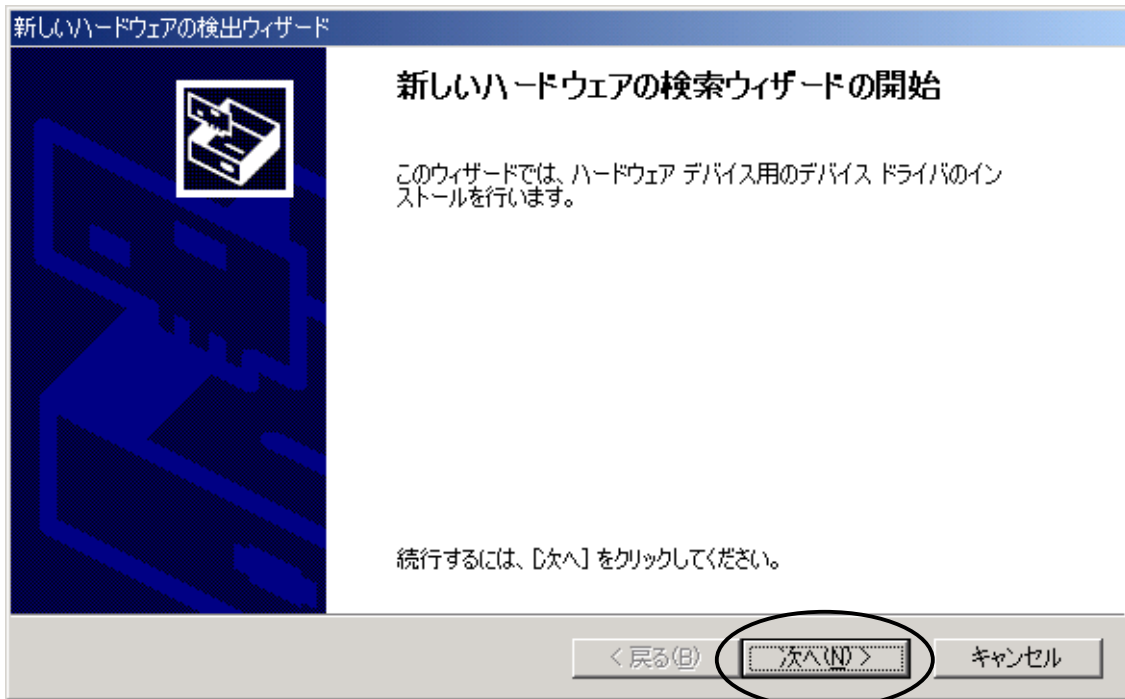 新しいハードウェアの検出ウィザード
新しいハードウェアの検索ウィザードの開始
このウィザードでは、ハードウェア デバイス用のデバイス ドライバのイン
ストールを行います。
続行するには、[次へ] をクリックしてください。
< 戻る(B)
次へ(N) >
キャンセル